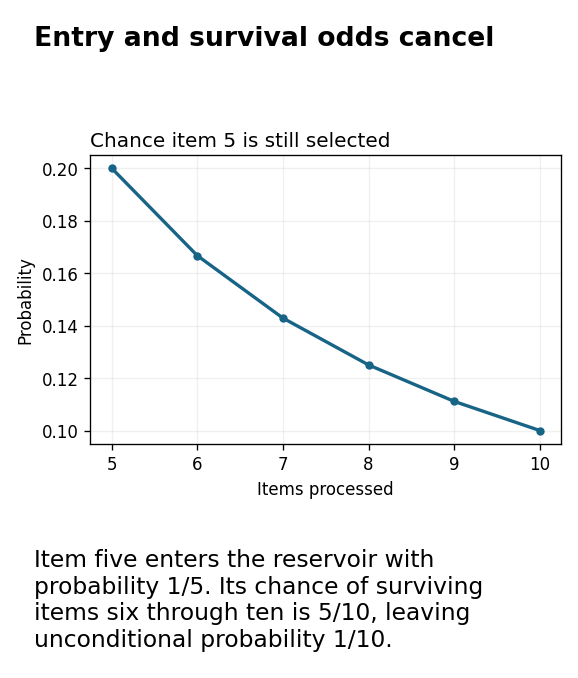 Entry and survival odds cancel
Chance item 5 is still selected
0.20
0.18
0.16
0.14
0.12
0.10
Probability
5 6 7 8 9 10
Items processed
Item five enters the reservoir with
probability 1/5. Its chance of surviving
items six through ten is 5/10, leaving
unconditional probability 1/10.